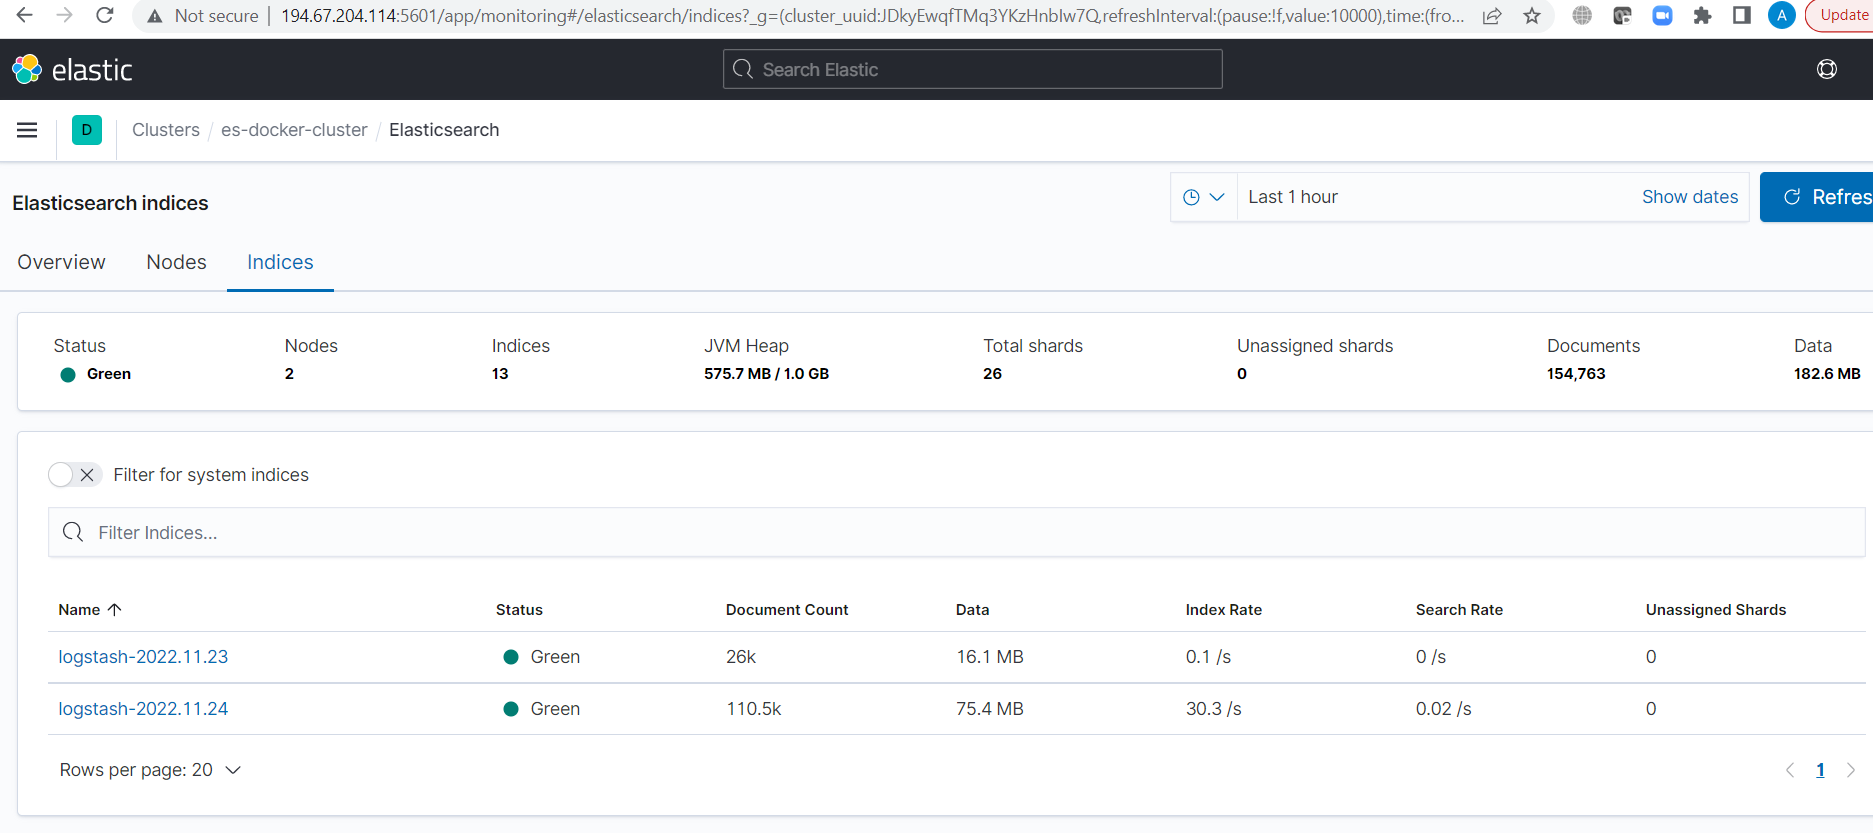 Not secure | 194.67.204.114:5601/app/monitoring#/elasticsearch/indices?_g=(cluster_uuid:JDkyEwqfTMq3YKzHnbIw7Q,refreshInterval:(pause:!f,value:10000),time:(fro... A Update
elastic Search Elastic
D Clusters / es-docker-cluster / Elasticsearch
Elasticsearch indices Last 1 hour Show dates Refres
Overview Nodes Indices
Status Nodes Indices JVM Heap Total shards Unassigned shards Documents Data
Green 2 13 575.7 MB / 1.0 GB 26 0 154,763 182.6 MB
Filter for system indices
Filter Indices...
Name Status Document Count Data Index Rate Search Rate Unassigned Shards
logstash-2022.11.23 Green 26k 16.1 MB 0.1 /s 0 /s 0
logstash-2022.11.24 Green 110.5k 75.4 MB 30.3 /s 0.02 /s 0
Rows per page: 20 1